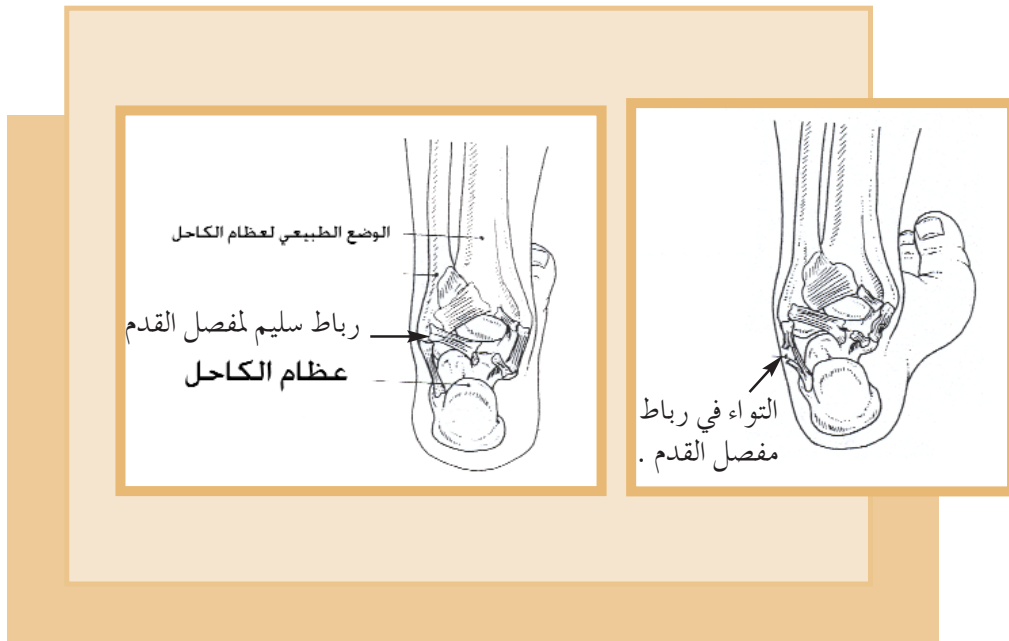 الوضع الطبيعي لعظام الكاحل
رباط سليم لمفصل القدم
عظام الكاحل
التواء في رباط
مفصل القدم .